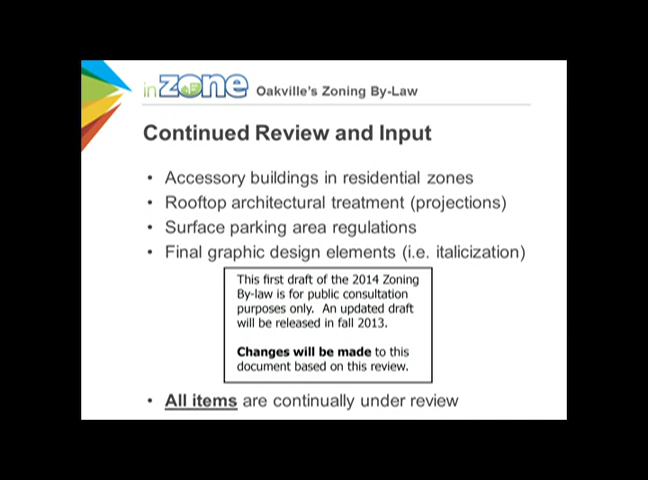 inzone Oakville's Zoning By-Law
Continued Review and Input
• Accessory buildings in residential zones
• Rooftop architectural treatment (projections)
• Surface parking area regulations
• Final graphic design elements (i.e. italicization)
This first draft of the 2014 Zoning
By-law is for public consultation
purposes only. An updated draft
will be released in fall 2013.
Changes will be made to this
document based on this review.
• All items are continually under review